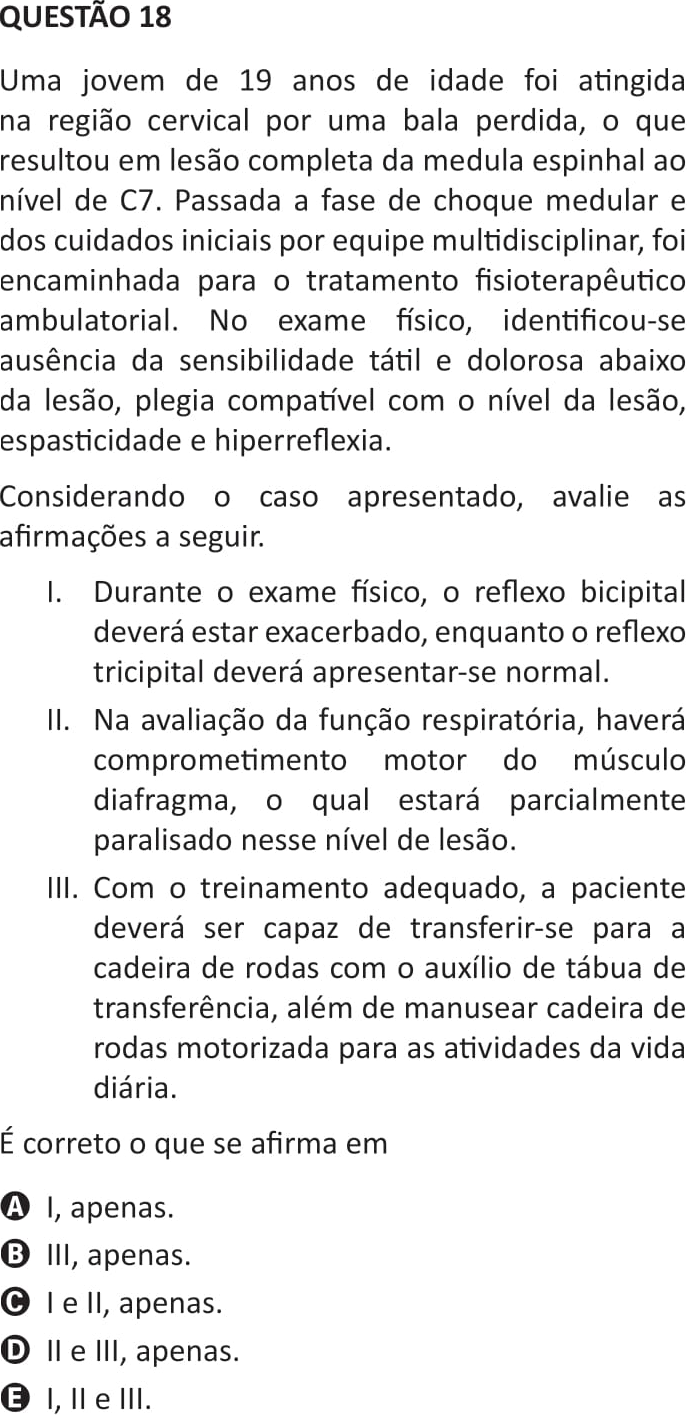 QUESTÃO 18
Uma jovem de 19 anos de idade foi atingida
na região cervical por uma bala perdida, o que
resultou em lesão completa da medula espinhal ao
nível de C7. Passada a fase de choque medular e
dos cuidados iniciais por equipe multidisciplinar, foi
encaminhada para o tratamento fisioterapêutico
ambulatorial. No exame físico, identificou-se
ausência da sensibilidade tátil e dolorosa abaixo
da lesão, plegia compatível com o nível da lesão,
espasticidade e hiperreflexia.
Considerando o caso apresentado, avalie as
afirmações a seguir.
I. Durante o exame físico, o reflexo bicipital
deverá estar exacerbado, enquanto o reflexo
tricipital deverá apresentar-se normal.
II. Na avaliação da função respiratória, haverá
comprometimento motor do músculo
diafragma, o qual estará parcialmente
paralisado nesse nível de lesão.
III. Com o treinamento adequado, a paciente
deverá ser capaz de transferir-se para a
cadeira de rodas com o auxílio de tábua de
transferência, além de manusear cadeira de
rodas motorizada para as atividades da vida
diária.
É correto o que se afirma em
A I, apenas.
B III, apenas.
C I e II, apenas.
D II e III, apenas.
E I, II e III.